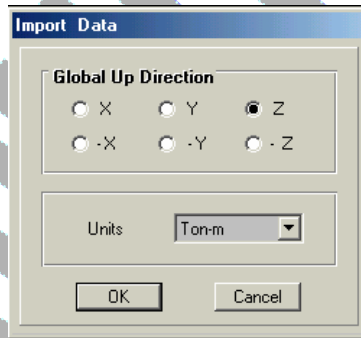 Import Data
Global Up Direction
X Y Z
-X -Y - Z
Units Ton-m
OK Cancel